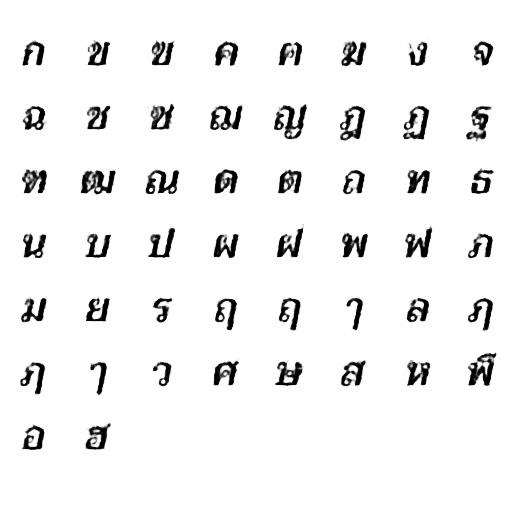 ก ข ฃ ค ฅ ฆ ง จ
ฉ ช ซ ฌ ญ ฎ ฏ ฐ
ฑ ฒ ณ ด ต ถ ท ธ
น บ ป ผ ฝ พ ฟ ภ
ม ย ร ฤ ฤ ๅ ล ฦ
ฦ ๅ ว ศ ษ ส ห ฬ
อ ฮ